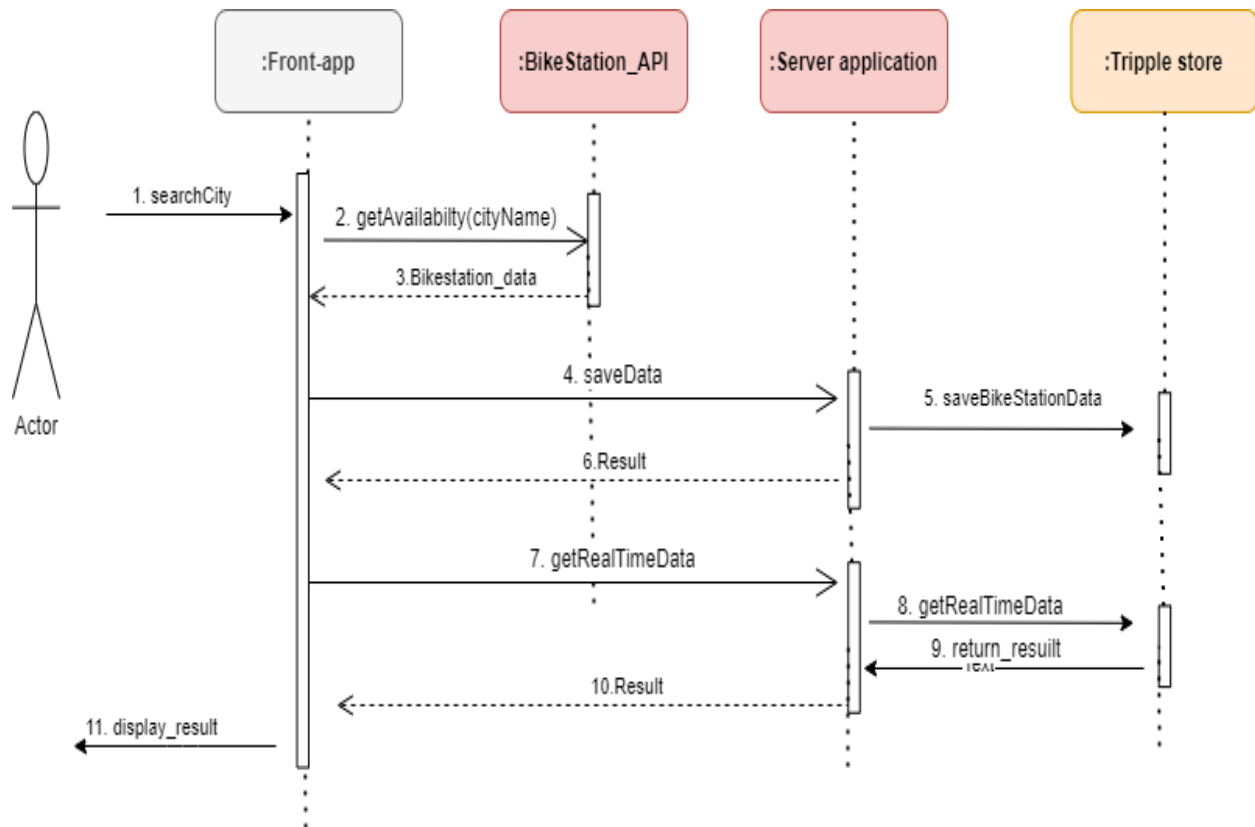 :Front-app
:BikeStation_API
:Server application
:Tripple store
1. searchCity
2. getAvailabilty(cityName)
3.Bikestation_data
4. saveData
5. saveBikeStationData
Actor
6.Result
7. getRealTimeData
8. getRealTimeData
9. return_resuilt
10.Result
11. display_result